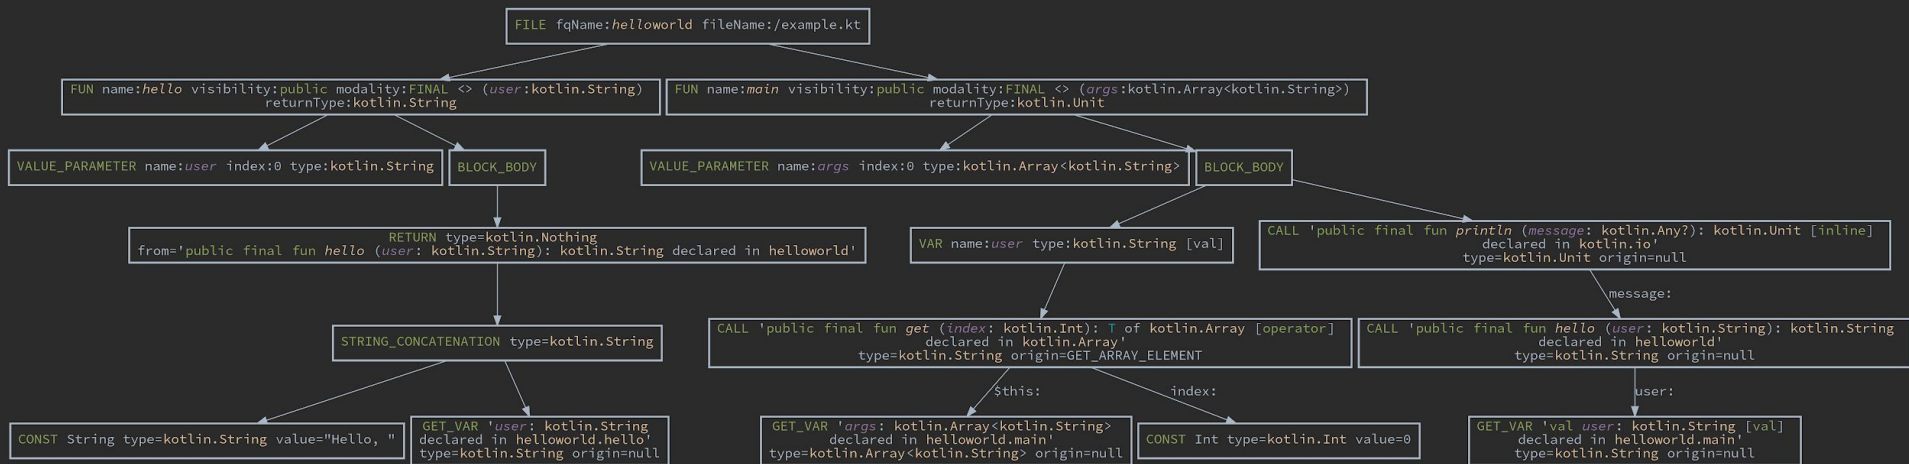 FILE fqName:helloworld fileName:/example.kt
FUN name:hello visibility:public modality:FINAL <> (user:kotlin.String)
returnType:kotlin.String
FUN name:main visibility:public modality:FINAL <> (args:kotlin.Array<kotlin.String>)
returnType:kotlin.Unit
VALUE_PARAMETER name:user index:0 type:kotlin.String
BLOCK_BODY
VALUE_PARAMETER name:args index:0 type:kotlin.Array<kotlin.String>
BLOCK_BODY
RETURN type=kotlin.Nothing
from='public final fun hello (user: kotlin.String): kotlin.String declared in helloworld'
VAR name:user type:kotlin.String [val]
CALL 'public final fun println (message: kotlin.Any?): kotlin.Unit [inline]
declared in kotlin.io'
type=kotlin.Unit origin=null
message:
STRING_CONCATENATION type=kotlin.String
CALL 'public final fun get (index: kotlin.Int): T of kotlin.Array [operator]
declared in kotlin.Array'
type=kotlin.String origin=GET_ARRAY_ELEMENT
CALL 'public final fun hello (user: kotlin.String): kotlin.String
declared in helloworld'
type=kotlin.String origin=null
$this:
index:
user:
CONST String type=kotlin.String value="Hello, "
GET_VAR 'user: kotlin.String
declared in helloworld.hello'
type=kotlin.String origin=null
GET_VAR 'args: kotlin.Array<kotlin.String>
declared in helloworld.main'
type=kotlin.Array<kotlin.String> origin=null
CONST Int type=kotlin.Int value=0
GET_VAR 'val user: kotlin.String [val]
declared in helloworld.main'
type=kotlin.String origin=null